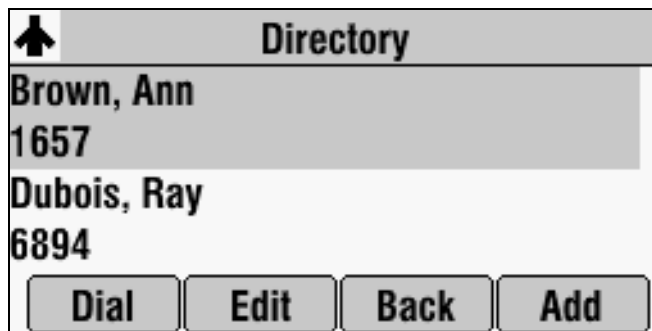 Directory
Brown, Ann
1657
Dubois, Ray
6894
Dial Edit Back Add